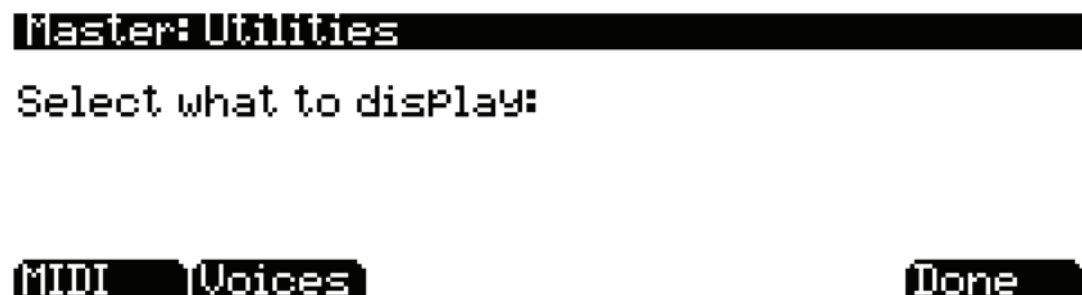 Master: Utilities
Select what to display:
MIDI Voices Done